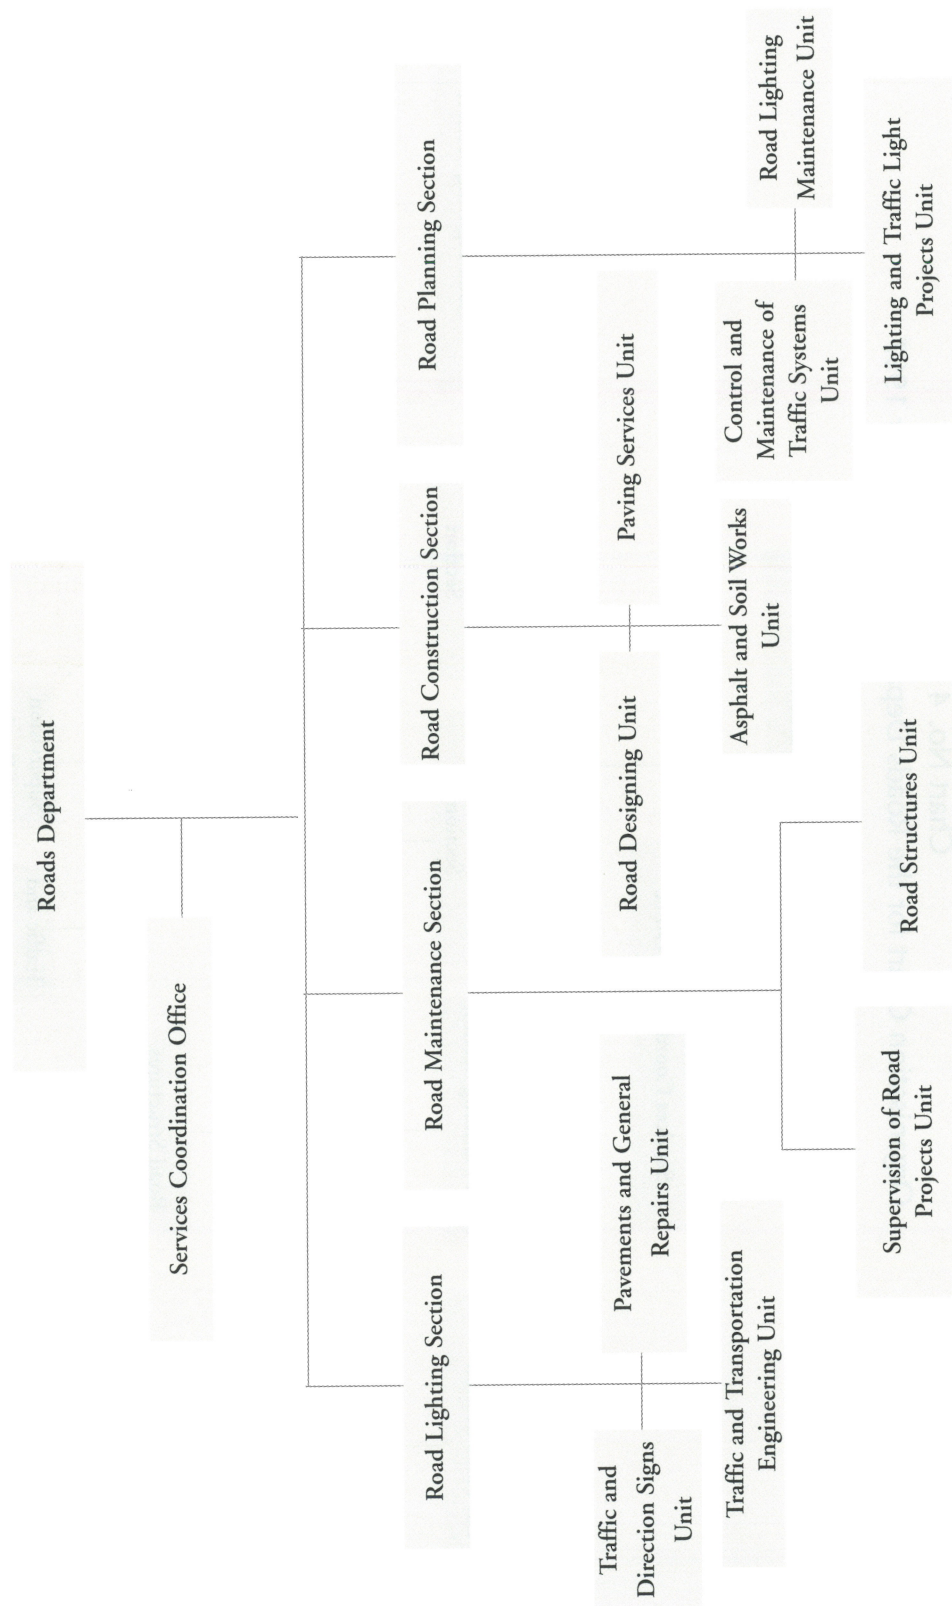 Roads Department
Services Coordination Office
Road Lighting Section
Road Maintenance Section
Road Construction Section
Road Planning Section
Traffic and
Direction Signs
Unit
Pavements and General
Repairs Unit
Traffic and Transportation
Engineering Unit
Supervision of Road
Projects Unit
Road Structures Unit
Road Designing Unit
Paving Services Unit
Asphalt and Soil Works
Unit
Control and
Maintenance of
Traffic Systems
Unit
Road Lighting
Maintenance Unit
Lighting and Traffic Light
Projects Unit